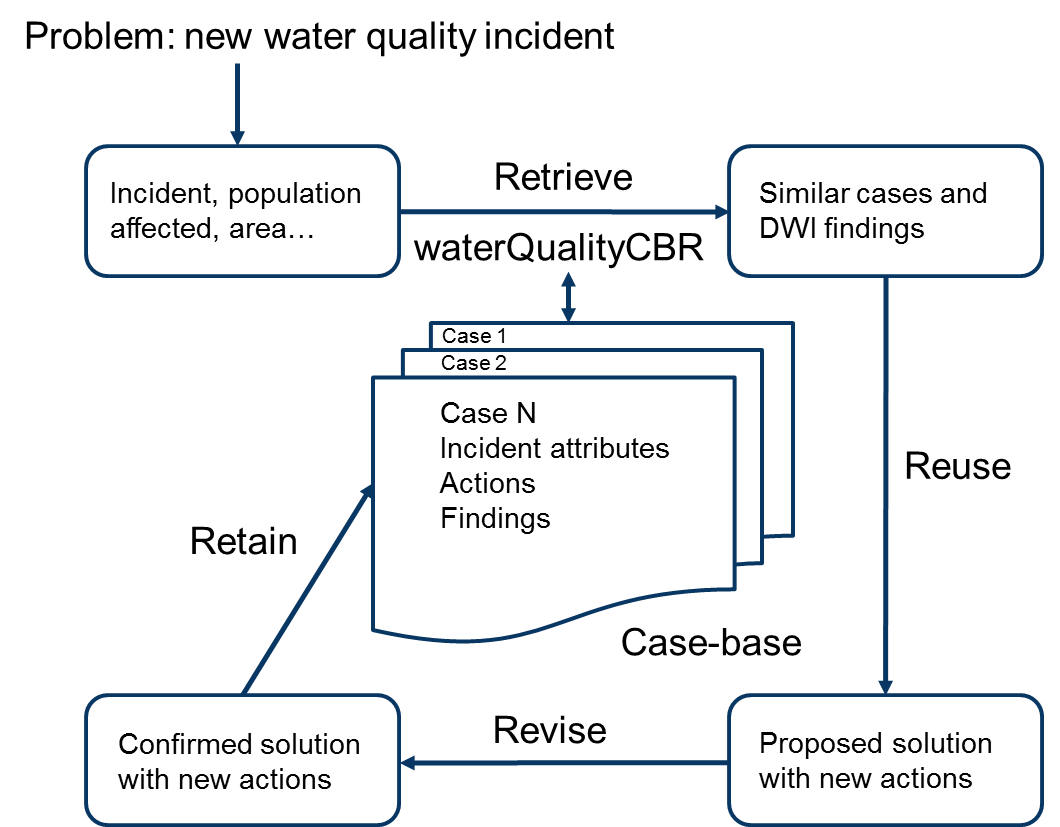 Problem: new water quality incident
Incident, population
affected, area…
Retrieve
waterQualityCBR
Similar cases and
DWI findings
Case 1
Case 2
Case N
Incident attributes
Actions
Findings
Reuse
Retain
Case-base
Confirmed solution
with new actions
Revise
Proposed solution
with new actions